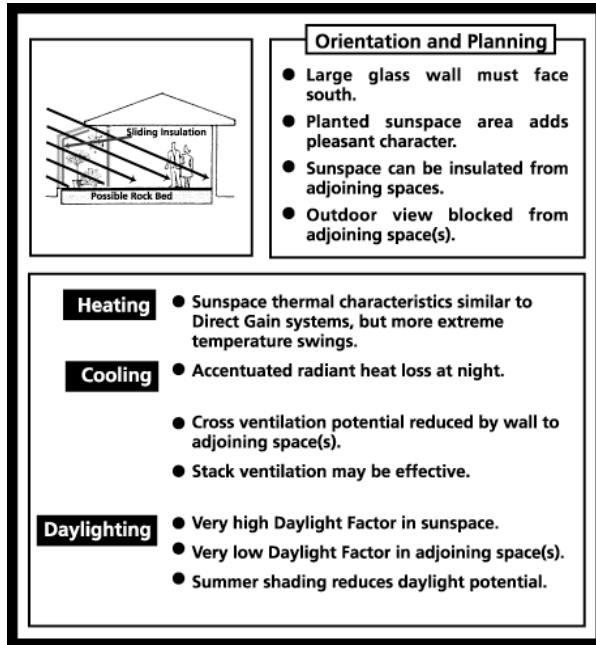 Sliding Insulation
Possible Rock Bed
Orientation and Planning
● Large glass wall must face
south.
● Planted sunspace area adds
pleasant character.
● Sunspace can be insulated from
adjoining spaces.
● Outdoor view blocked from
adjoining space(s).
Heating
● Sunspace thermal characteristics similar to
Direct Gain systems, but more extreme
temperature swings.
Cooling
● Accentuated radiant heat loss at night.
● Cross ventilation potential reduced by wall to
adjoining space(s).
● Stack ventilation may be effective.
Daylighting
● Very high Daylight Factor in sunspace.
● Very low Daylight Factor in adjoining space(s).
● Summer shading reduces daylight potential.